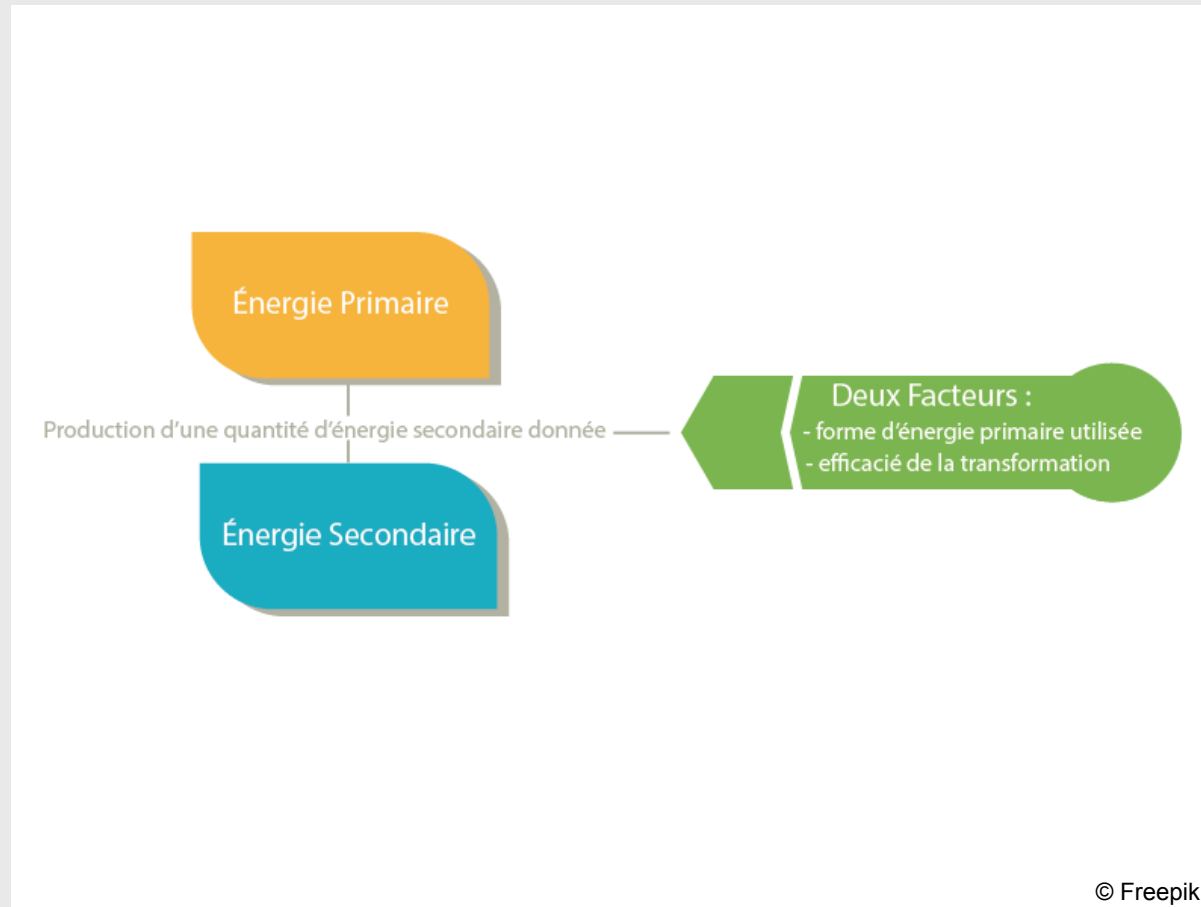 Énergie Primaire
Production d'une quantité d'énergie secondaire donnée
Énergie Secondaire
Deux Facteurs :
- forme d'énergie primaire utilisée
- efficacié de la transformation
© Freepik